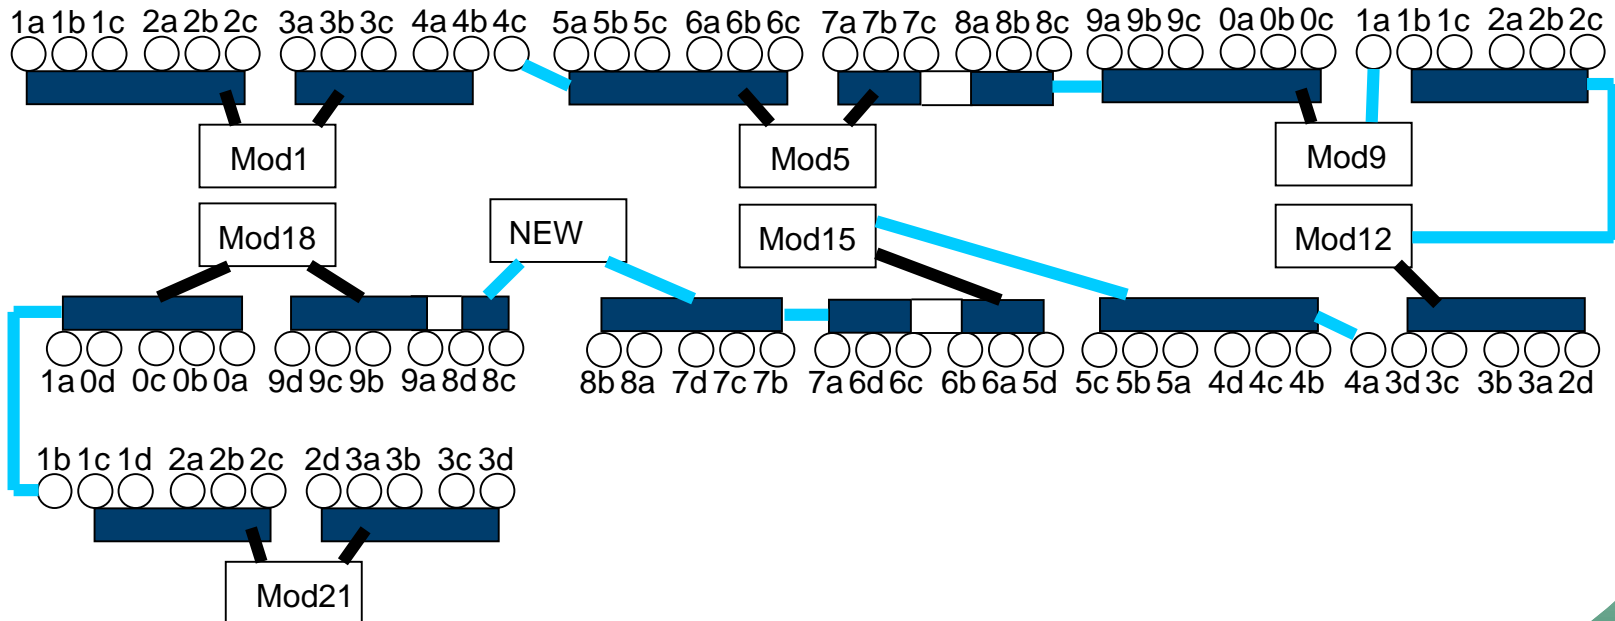 1a 1b 1c 2a 2b 2c 3a 3b 3c 4a 4b 4c 5a 5b 5c 6a 6b 6c 7a 7b 7c 8a 8b 8c 9a 9b 9c 0a 0b 0c 1a 1b 1c 2a 2b 2c
Mod1 Mod5 Mod9
Mod18 NEW Mod15 Mod12
1a 0d 0c 0b 0a 9d 9c 9b 9a 8d 8c 8b 8a 7d 7c 7b 7a 6d 6c 6b 6a 5d 5c 5b 5a 4d 4c 4b 4a 3d 3c 3b 3a 2d
1b 1c 1d 2a 2b 2c 2d 3a 3b 3c 3d
Mod21